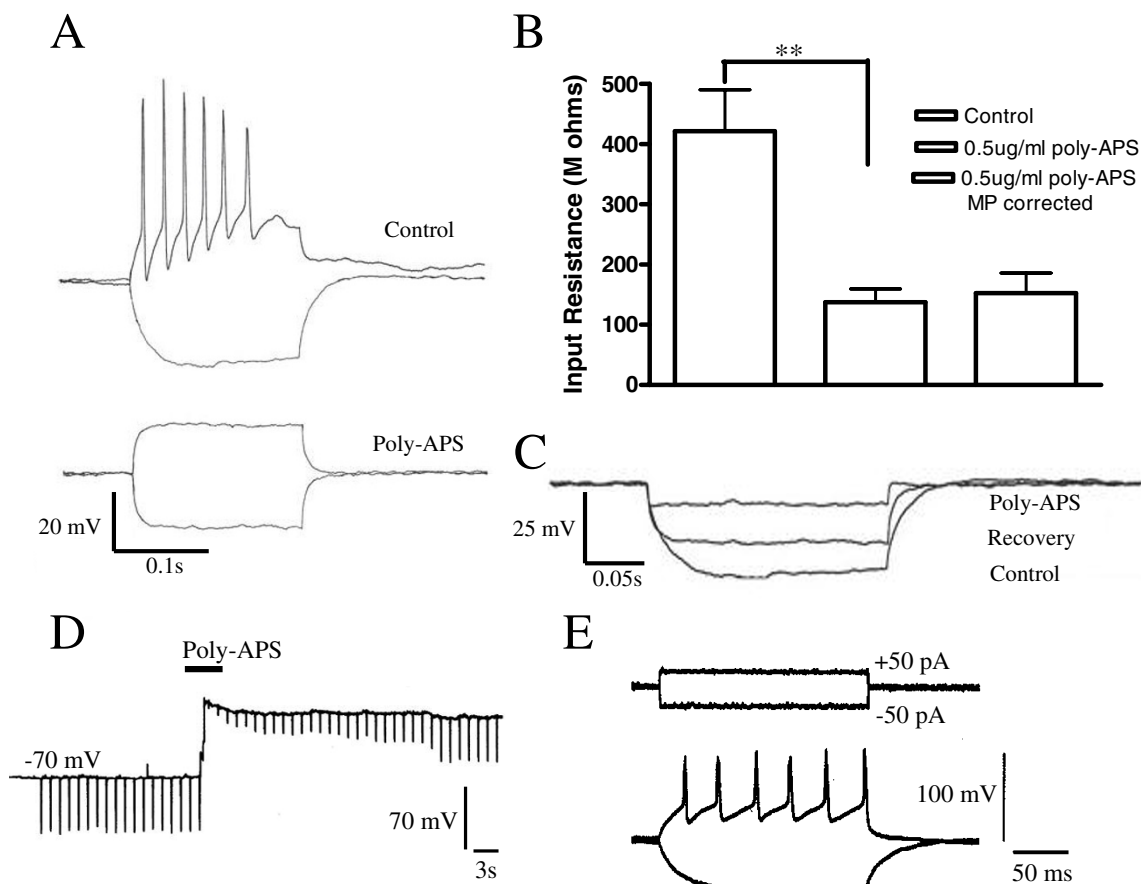 A
Control
Poly-APS
20 mV
0.1s
B
**
Input Resistance (M ohms)
500
400
300
200
100
0
Control
0.5ug/ml poly-APS
0.5ug/ml poly-APS
MP corrected
C
25 mV
0.05s
Poly-APS
Recovery
Control
D
Poly-APS
-70 mV
70 mV
3s
E
+50 pA
-50 pA
100 mV
50 ms